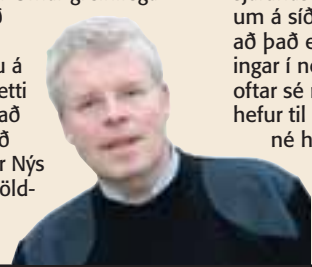 ð
u á
etti
að
ð
r Nýs
öld-
um á síð
að það e
ingar í n
oftar sé
hefur til
né h